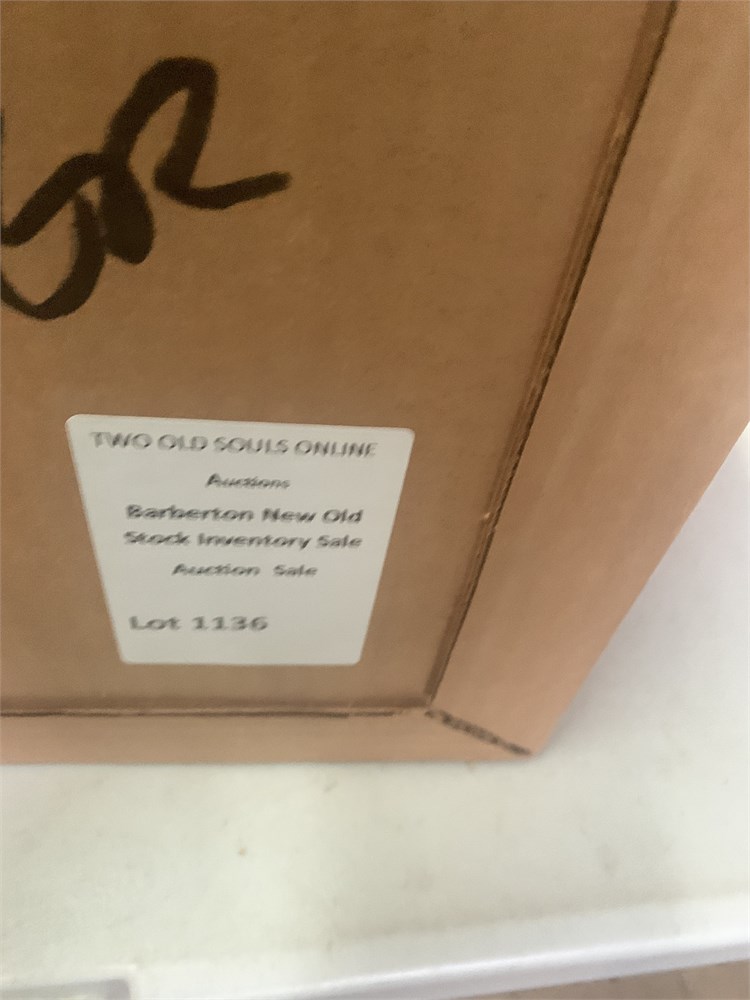 TWO OLD SOULS ONLINE
Auctions
Barberton New Old
Stock Inventory Sale
Auction Sale
Lot 1136